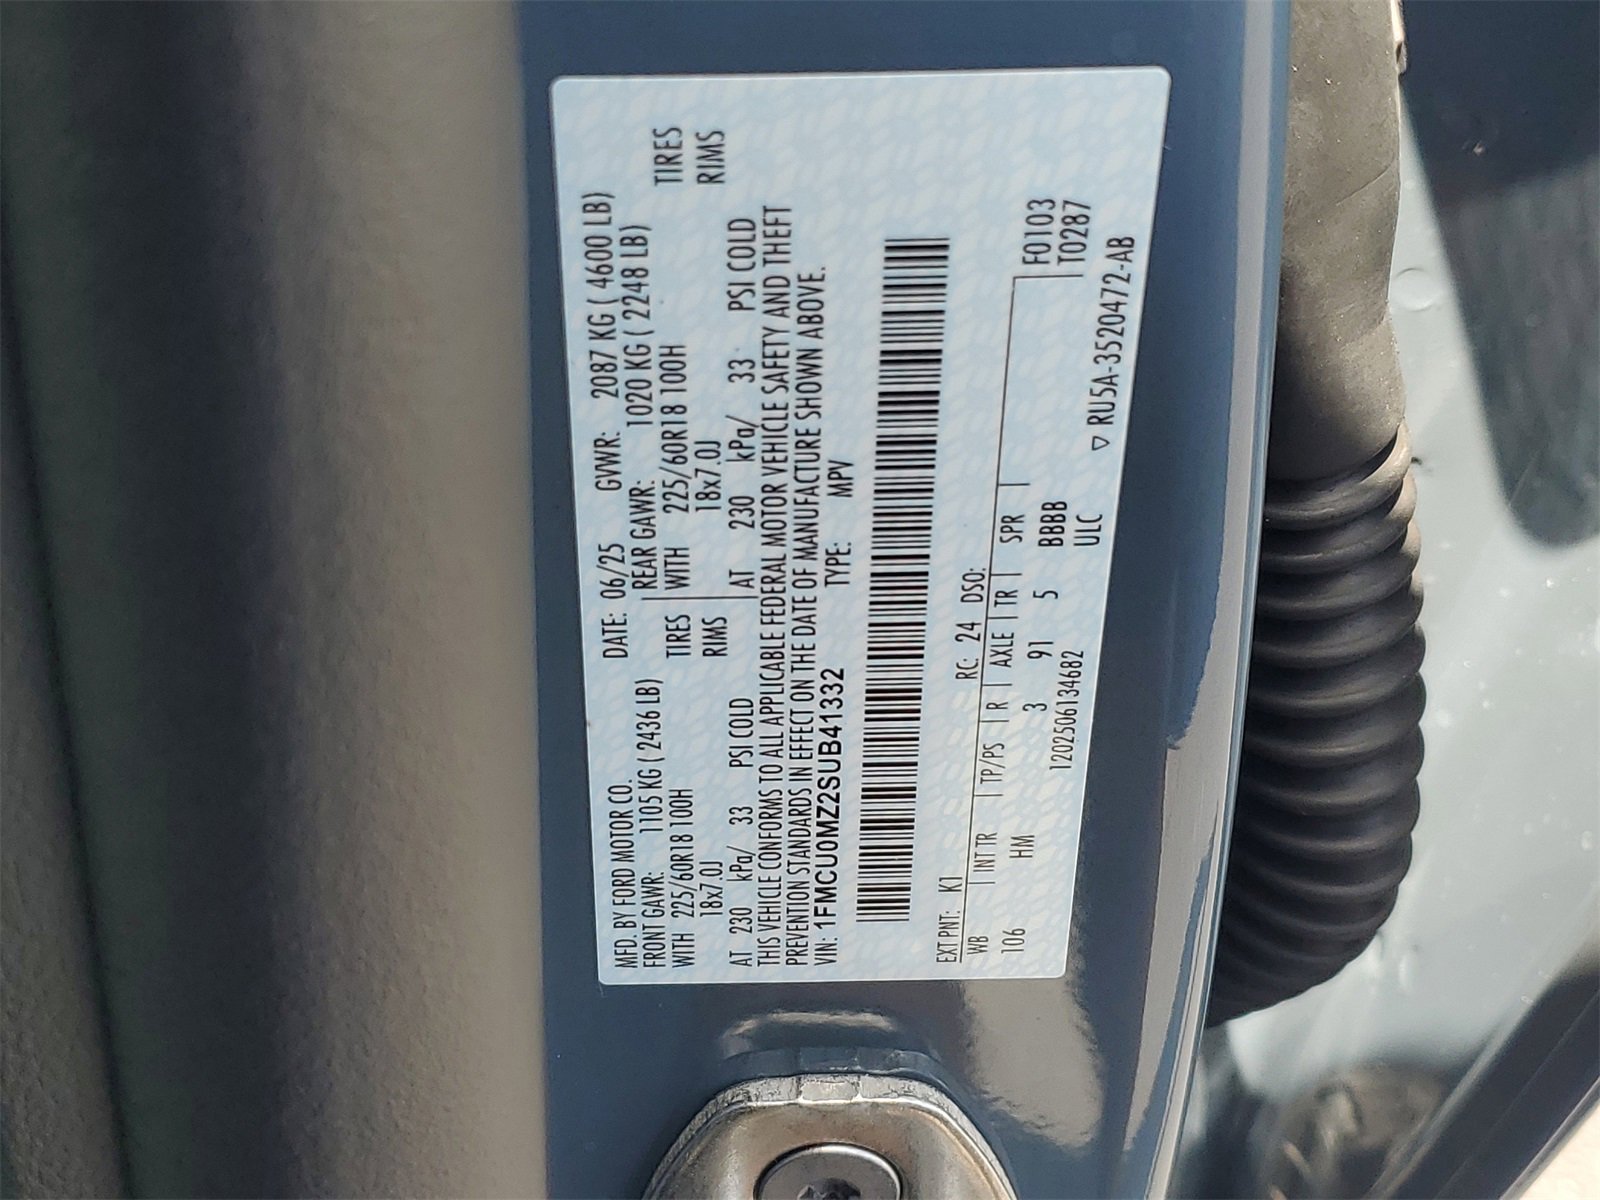 MFD. BY FORD MOTOR CO. DATE: 06/25 GVWR: 2087 KG ( 4600 LB)
FRONT GAWR: 1105 KG ( 2436 LB) REAR GAWR: 1020 KG ( 2248 LB)
WITH 225/60R18 100H TIRES WITH 225/60R18 100H TIRES
18x7.0J RIMS 18x7.0J RIMS
AT 230 kPa/ 33 PSI COLD AT 230 kPa/ 33 PSI COLD
THIS VEHICLE CONFORMS TO ALL APPLICABLE FEDERAL MOTOR VEHICLE SAFETY AND THEFT
PREVENTION STANDARDS IN EFFECT ON THE DATE OF MANUFACTURE SHOWN ABOVE.
VIN: 1FMCU0MZ2SUB41332 TYPE: MPV
EXT PNT: K1 RC: 24 DSO: F0103
WB INT TR TP/PS R AXLE TR SPR T0287
106 HM 3 91 5 BBBB
1202506134682 ULC
▽ RU5A-3520472-AB